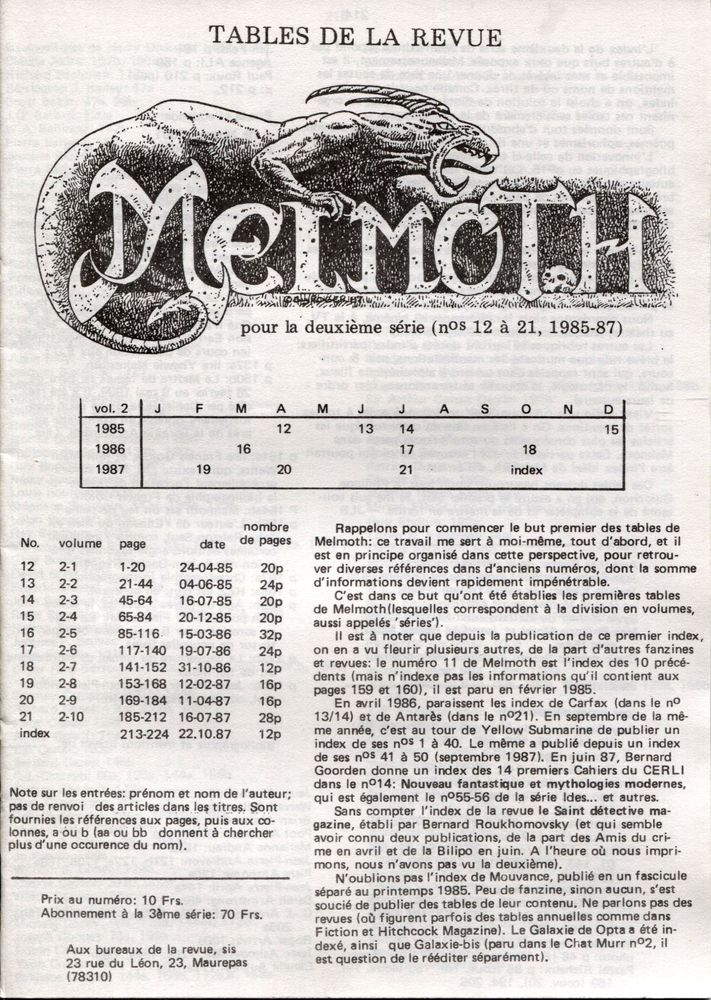 TABLES DE LA REVUE
MELMOTH
pour la deuxième série (nos 12 à 21, 1985-87)
vol. 2 J F M A M J J A S O N D
1985 12 13 14 15
1986 16 17 18
1987 19 20 21 index
No. volume page date nombre de pages
12 2-1 1-20 24-04-85 20p
13 2-2 21-44 04-06-85 24p
14 2-3 45-64 16-07-85 20p
15 2-4 65-84 20-12-85 20p
16 2-5 85-116 15-03-86 32p
17 2-6 117-140 19-07-86 24p
18 2-7 141-152 31-10-86 12p
19 2-8 153-168 12-02-87 16p
20 2-9 169-184 11-04-87 16p
21 2-10 185-212 16-07-87 28p
index 213-224 22.10.87 12p
Note sur les entrées: prénom et nom de l'auteur;
pas de renvoi des articles dans les titres. Sont
fournies les références aux pages, puis aux co-
lonnes, a ou b (aa ou bb donnent à chercher
plus d'une occurence du nom).
Prix au numéro: 10 Frs.
Abonnement à la 3ème série: 70 Frs.
Aux bureaux de la revue, sis
23 rue du Léon, 23, Maurepas
(78310)
Rappelons pour commencer le but premier des tables de
Melmoth: ce travail me sert à moi-même, tout d'abord, et il
est en principe organisé dans cette perspective, pour retrou-
ver diverses références dans d'anciens numéros, dont la somme
d'informations devient rapidement impénétrable.
C'est dans ce but qu'ont été établies les premières tables
de Melmoth(lesquelles correspondent à la division en volumes,
aussi appelés 'séries').
Il est à noter que depuis la publication de ce premier index,
on en a vu fleurir plusieurs autres, de la part d'autres fanzines
et revues: le numéro 11 de Melmoth est l'index des 10 précé-
dents (mais n'indexe pas les informations qu'il contient aux
pages 159 et 160), il est paru en février 1985.
En avril 1986, paraissent les index de Carfax (dans le no
13/14) et de Antarès (dans le no21). En septembre de la mê-
me année, c'est au tour de Yellow Submarine de publier un
index de ses nos 1 à 40. Le même a publié depuis un index
de ses nos 41 à 50 (septembre 1987). En juin 87, Bernard
Goorden donne un index des 14 premiers Cahiers du CERLI
dans le no14: Nouveau fantastique et mythologies modernes,
qui est également le no55-56 de la série Ides... et autres.
Sans compter l'index de la revue le Saint détective ma-
gazine, établi par Bernard Roukhomovsky (et qui semble
avoir connu deux publications, de la part des Amis du cri-
me en avril et de la Bilipo en juin. A l'heure où nous impri-
mons, nous n'avons pas vu la deuxième).
N'oublions pas l'index de Mouvance, publié en un fascicule
séparé au printemps 1985. Peu de fanzine, sinon aucun, s'est
soucié de publier des tables de leur contenu. Ne parlons pas des
revues (où figurent parfois des tables annuelles comme dans
Fiction et Hitchcock Magazine). Le Galaxie de Opta a été in-
dexé, ainsi que Galaxie-bis (paru dans le Chat Murr no2, il
est question de le rééditer séparément).